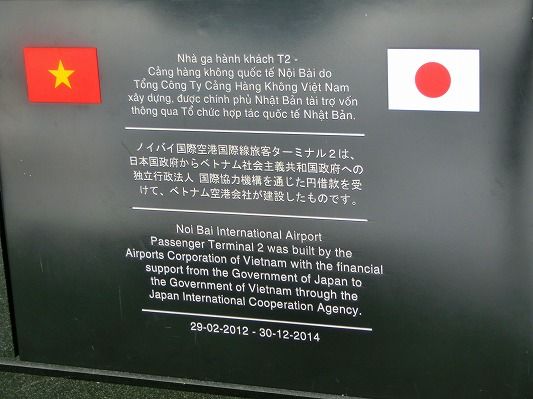 Nhà ga hành khách T2 -
Cảng hàng không quốc tế Nội Bài do
Tổng Công Ty Cảng Hàng Không Việt Nam
xây dựng, được chính phủ Nhật Bản tài trợ vốn
thông qua Tổ chức hợp tác quốc tế Nhật Bản.
ノイバイ国際空港国際線旅客ターミナル2は、
日本国政府からベトナム社会主義共和国政府への
独立行政法人 国際協力機構を通じた円借款を受
けて、ベトナム空港会社が建設したものです。
Noi Bai International Airport
Passenger Terminal 2 was built by the
Airports Corporation of Vietnam with the financial
support from the Government of Japan to
the Government of Vietnam through the
Japan International Cooperation Agency.
29-02-2012 - 30-12-2014